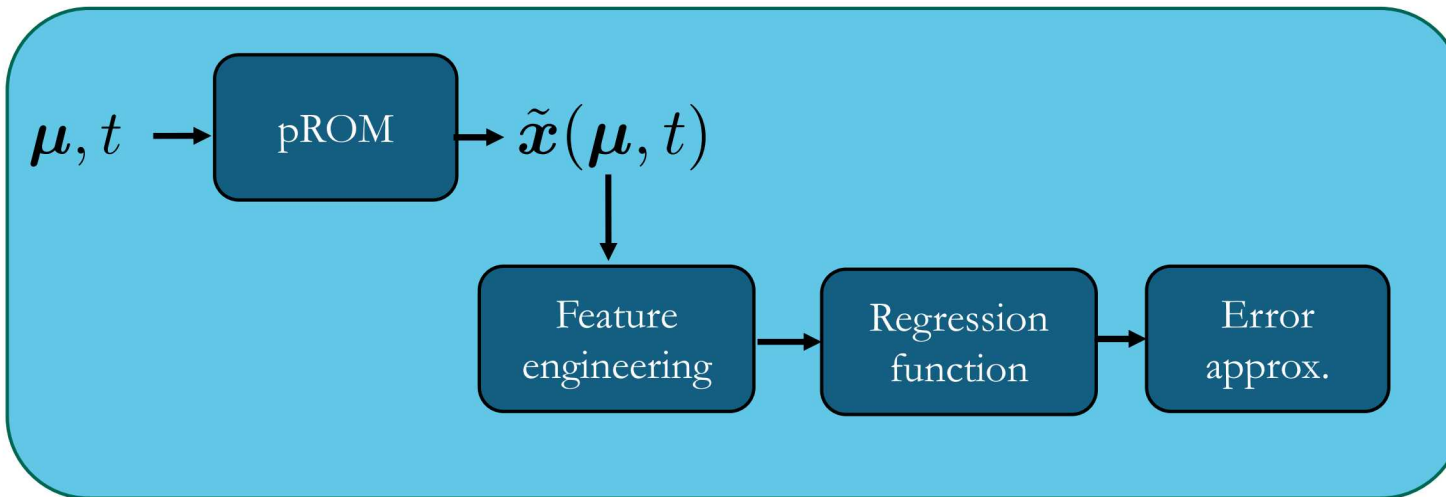 μ, t
pROM
x̃(μ, t)
Feature
engineering
Regression
function
Error
approx.